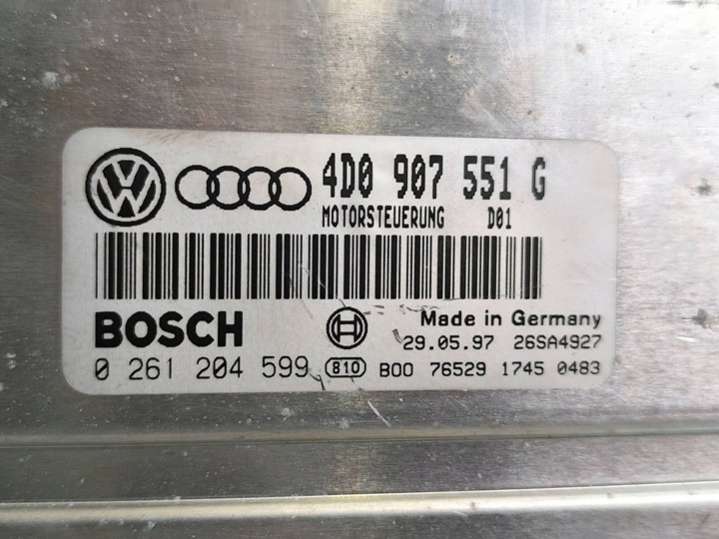 4D0 907 551 G
MOTORSTEUERUNG D01
BOSCH
Made in Germany
29.05.97 26SA4927
0 261 204 599 810 B00 76529 1745 0483